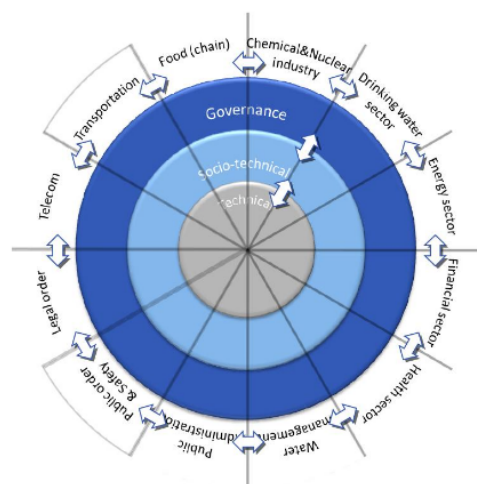 Food (chain)
Chemical&Nuclear
industry
Drinking water
sector
Energy sector
Financial sector
Health sector
Water
management
Public
administration
Public order
& Safety
Legal order
Telecom
Transportation
Governance
Socio-technical
Technical